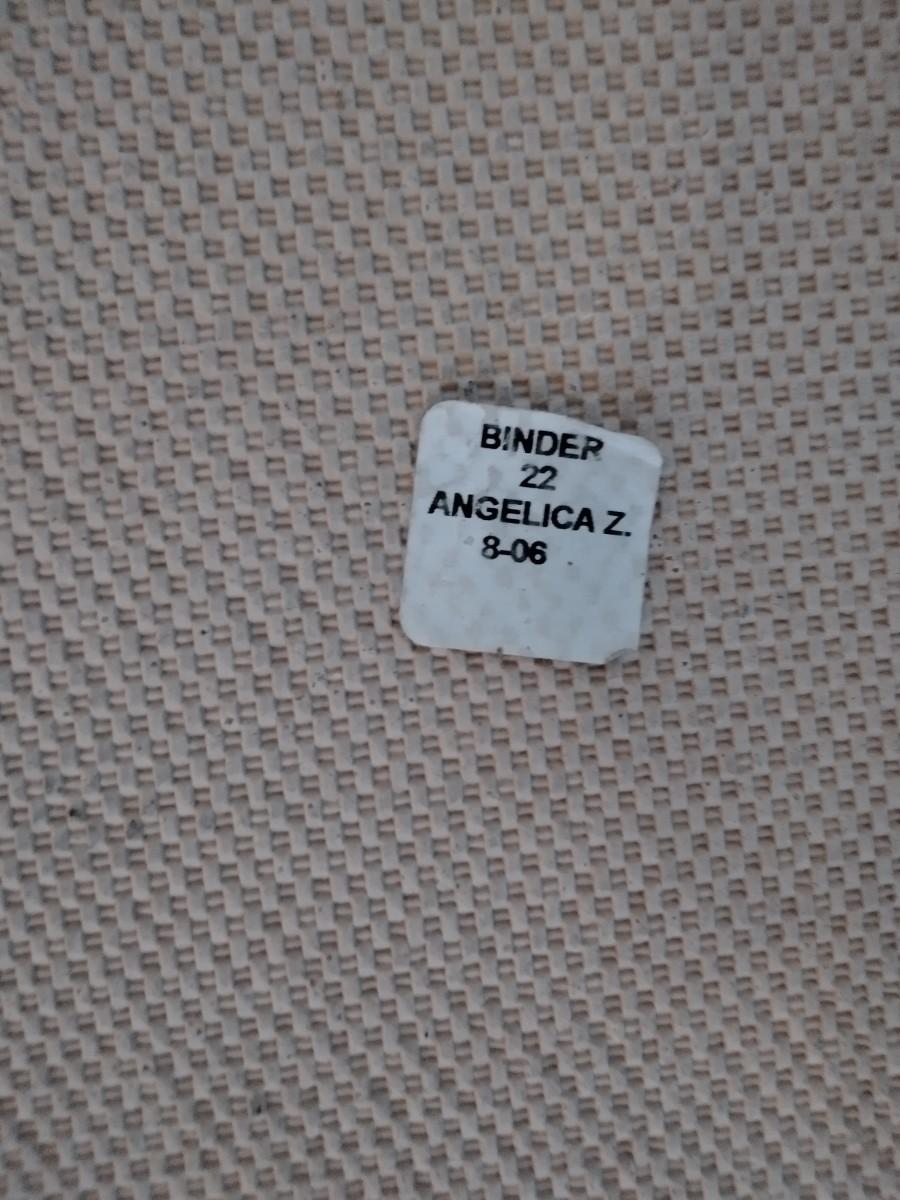 BINDER
22
ANGELICA Z.
8-06